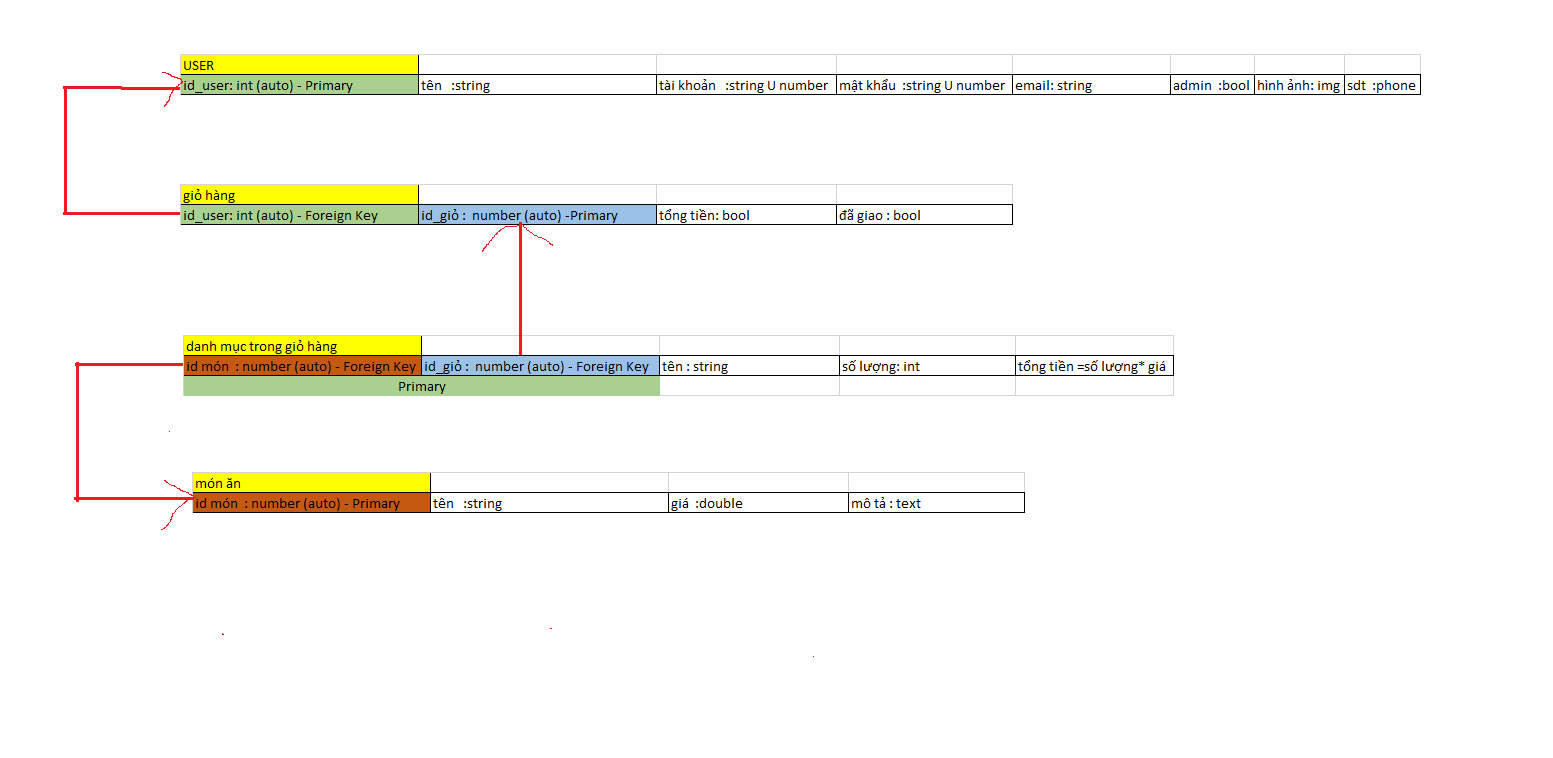 USER
id_user: int (auto) - Primary tên :string tài khoản :string U number mật khẩu :string U number email: string admin :bool hình ảnh: img sdt :phone
giỏ hàng
id_user: int (auto) - Foreign Key id_giỏ : number (auto) -Primary tổng tiền: bool đã giao : bool
danh mục trong giỏ hàng
id món : number (auto) - Foreign Key id_giỏ : number (auto) - Foreign Key tên : string số lượng: int tổng tiền =số lượng* giá
Primary
món ăn
id món : number (auto) - Primary tên :string giá :double mô tả : text